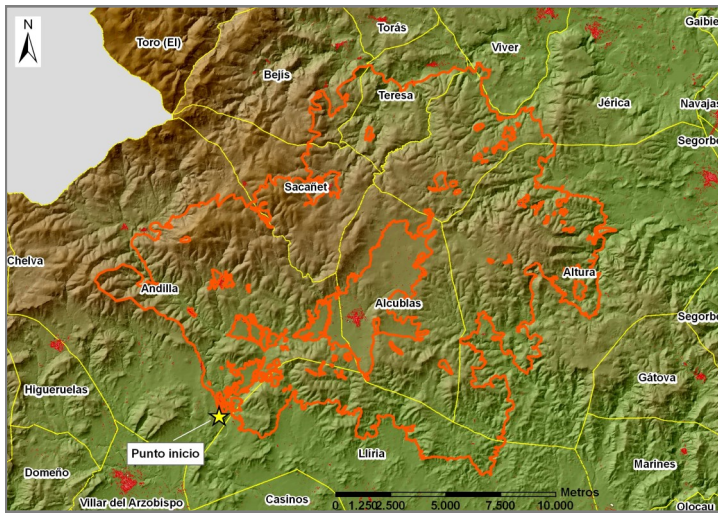 N
Toro (El)
Torás
Gaibie
Viver
Bejís
Teresa
Jérica
Navajas
Segorbe
Sacañet
Chelva
Andilla
Altura
Alcublas
Segorbe
Higueruelas
Gátova
Punto inicio
Lliria
Domeño
Marines
Villar del Arzobispo
Casinos
Metros
0 1.250 2.500 5.000 7.500 10.000
Olocau